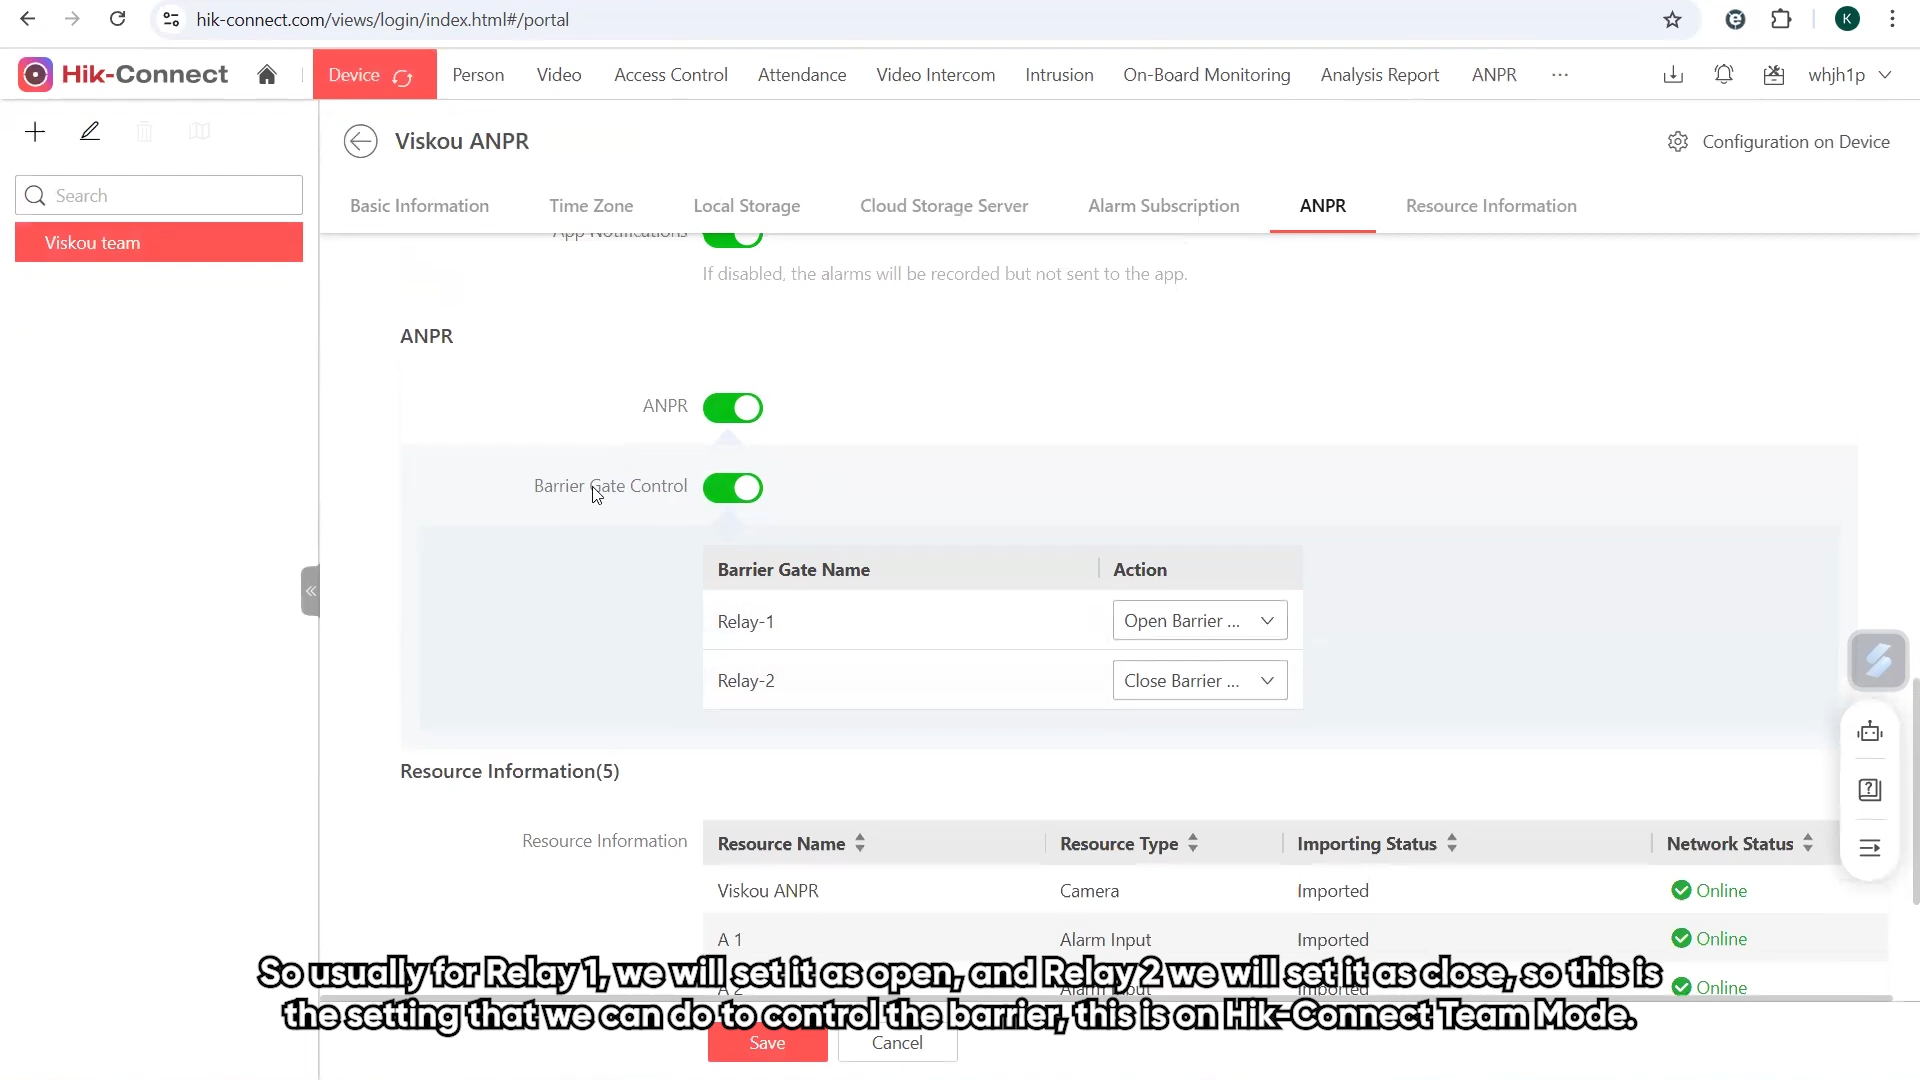 hik-connect.com/views/login/index.html#/portal
K
Hik-Connect
Device
Person
Video
Access Control
Attendance
Video Intercom
Intrusion
On-Board Monitoring
Analysis Report
ANPR
...
whjh1p
Viskou ANPR
Configuration on Device
Search
Basic Information
Time Zone
Local Storage
Cloud Storage Server
Alarm Subscription
ANPR
Resource Information
Viskou team
App Notifications
If disabled, the alarms will be recorded but not sent to the app.
ANPR
ANPR
Barrier Gate Control
Barrier Gate Name
Action
Relay-1
Open Barrier ...
Relay-2
Close Barrier ...
Resource Information(5)
Resource Information
Resource Name
Resource Type
Importing Status
Network Status
Viskou ANPR
Camera
Imported
Online
A 1
Alarm Input
Imported
Online
A 2
Alarm Input
Imported
Online
So usually for Relay 1, we will set it as open, and Relay 2 we will set it as close, so this is
the setting that we can do to control the barrier, this is on Hik-Connect Team Mode.
Save
Cancel